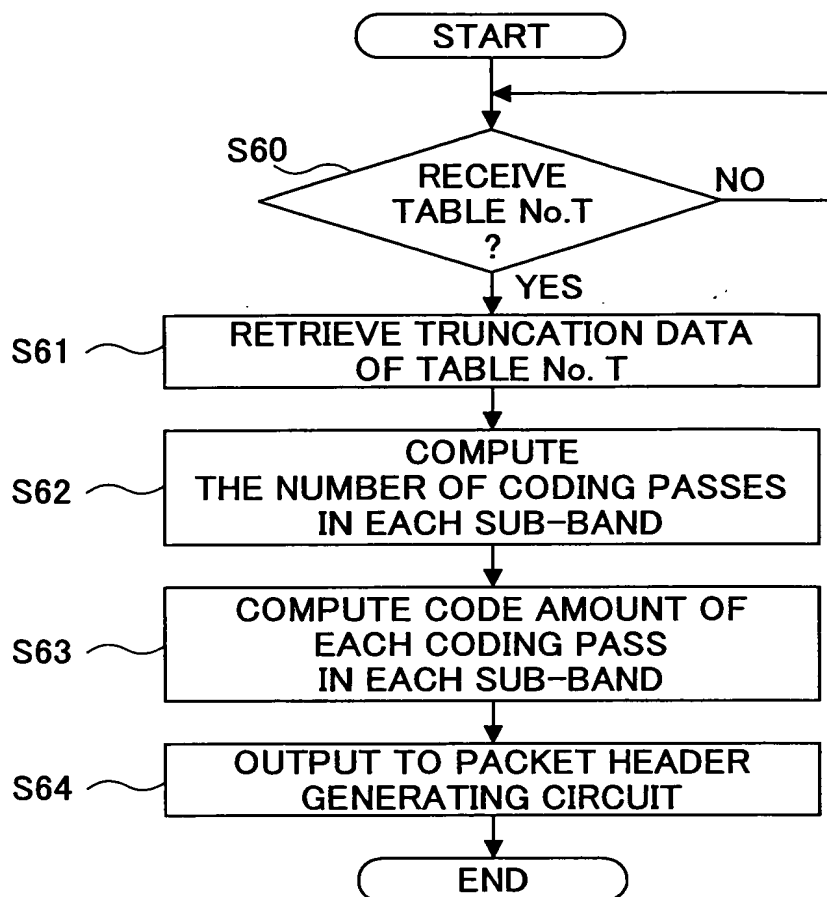 START
S60
RECEIVE
TABLE No.T
?
NO
YES
S61
RETRIEVE TRUNCATION DATA
OF TABLE No. T
S62
COMPUTE
THE NUMBER OF CODING PASSES
IN EACH SUB-BAND
S63
COMPUTE CODE AMOUNT OF
EACH CODING PASS
IN EACH SUB-BAND
S64
OUTPUT TO PACKET HEADER
GENERATING CIRCUIT
END